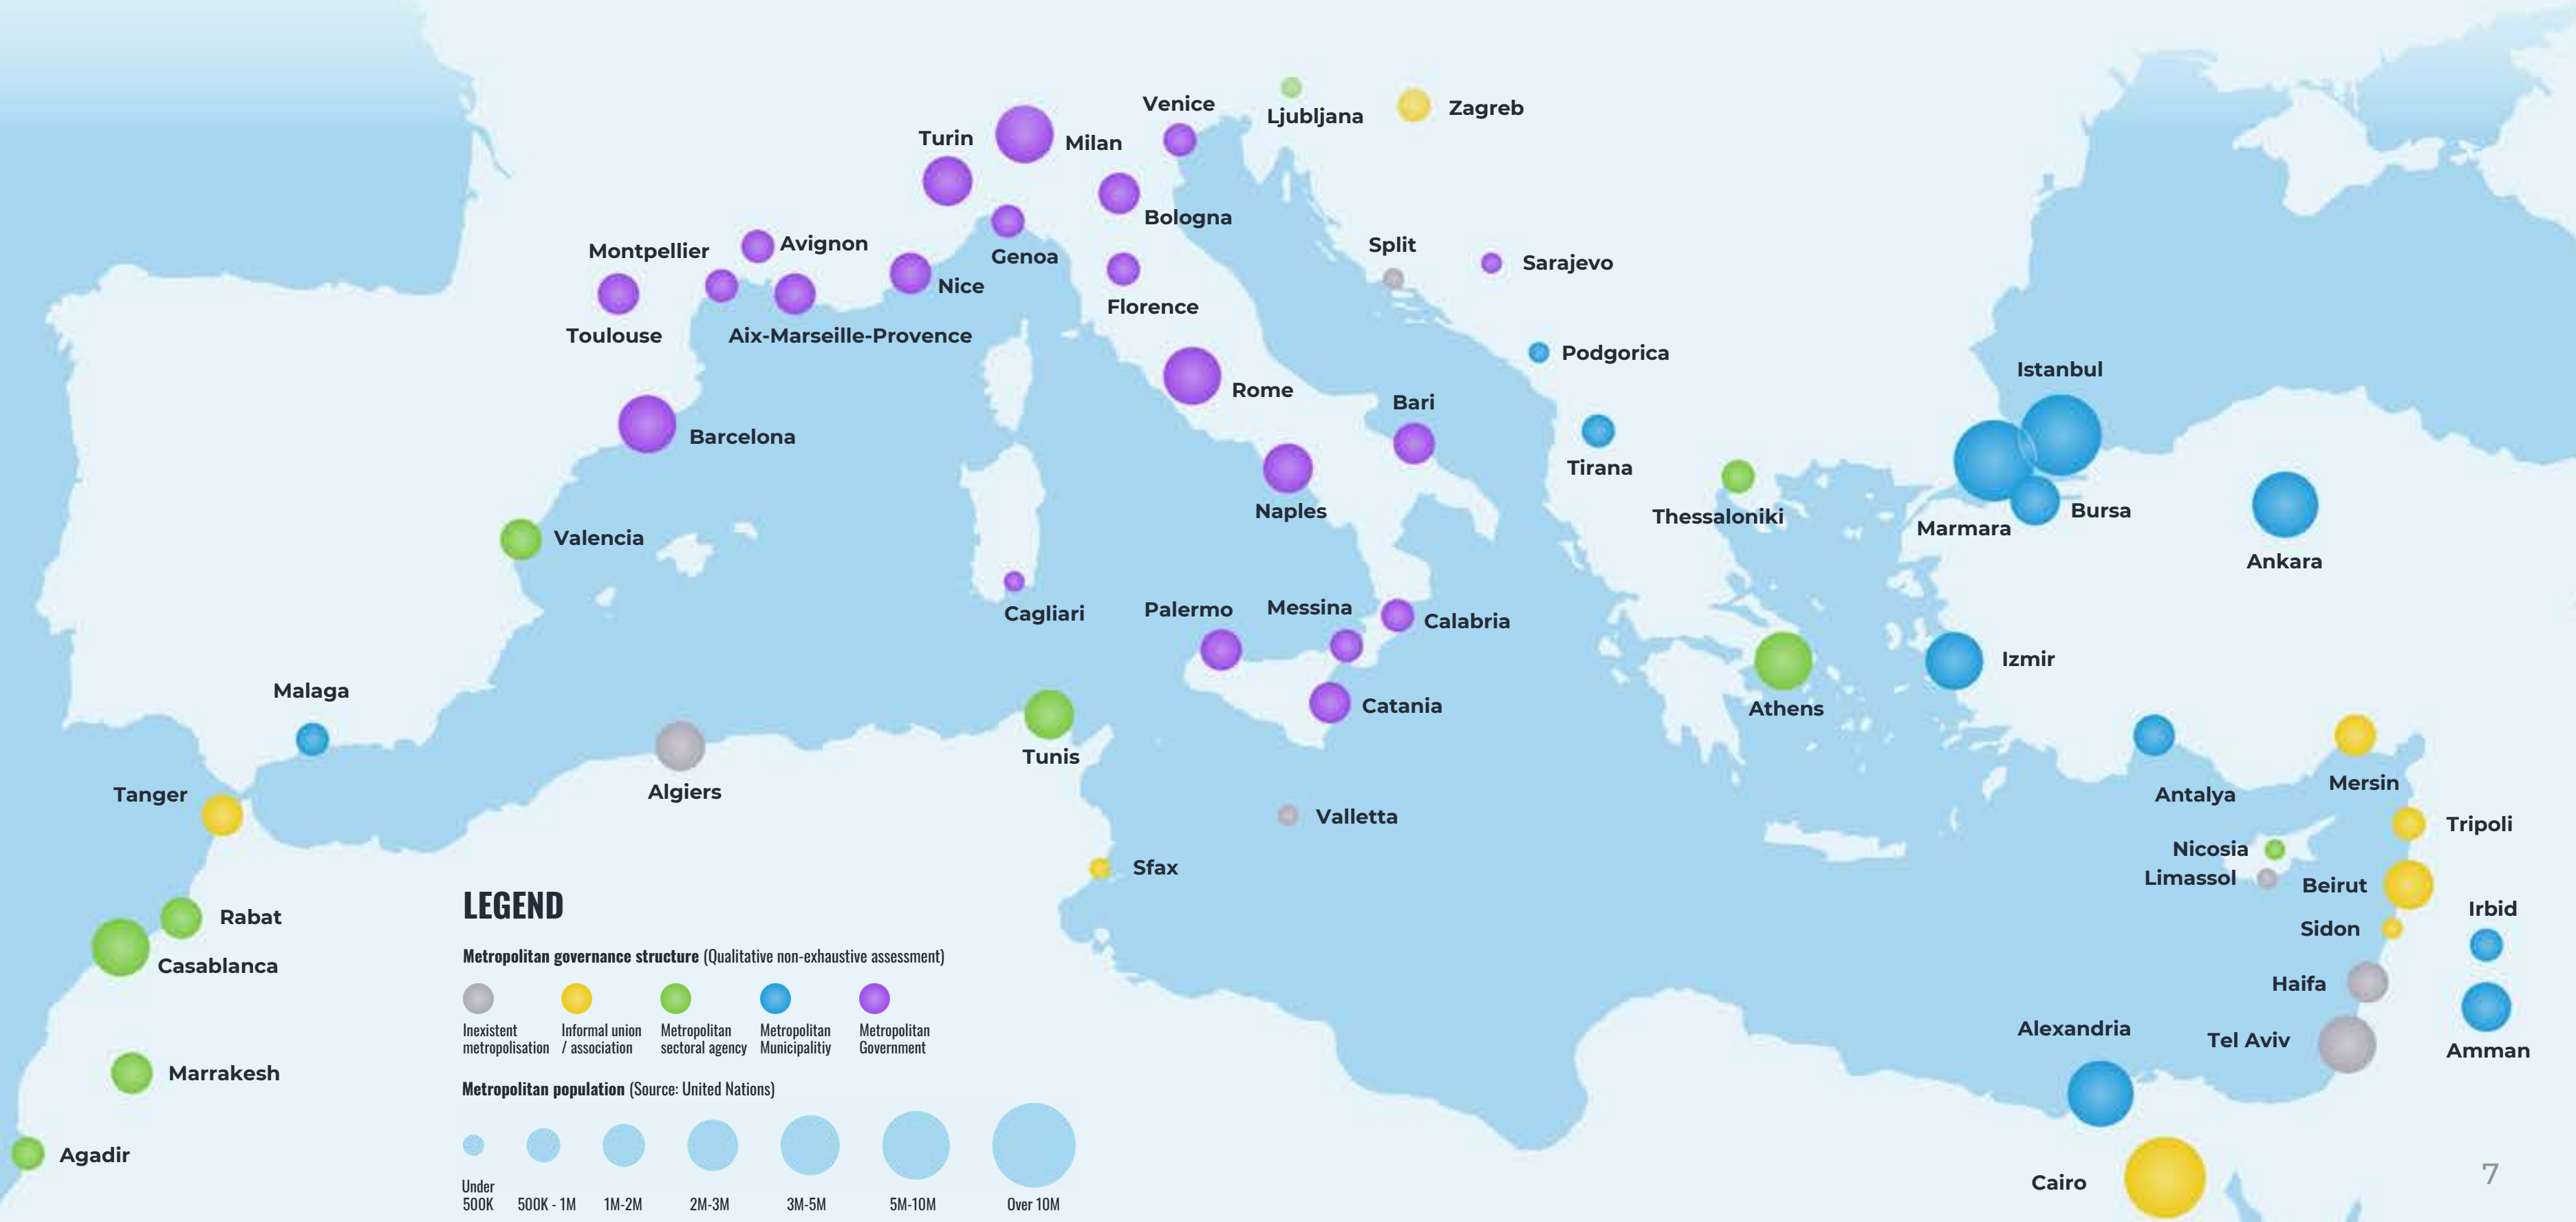 Venice
Ljubljana
Zagreb
Turin
Milan
Bologna
Montpellier
Avignon
Genoa
Split
Sarajevo
Nice
Florence
Toulouse
Aix-Marseille-Provence
Podgorica
Istanbul
Rome
Bari
Barcelona
Tirana
Naples
Thessaloniki
Bursa
Marmara
Valencia
Ankara
Cagliari
Palermo
Messina
Calabria
Izmir
Malaga
Catania
Athens
Tunis
Mersin
Tanger
Algiers
Antalya
Valletta
Tripoli
Nicosia
Sfax
Limassol
Beirut
Irbid
Rabat
Sidon
Casablanca
Haifa
Alexandria
Tel Aviv
Amman
Marrakesh
Agadir
Cairo
LEGEND
Metropolitan governance structure (Qualitative non-exhaustive assessment)
Inexistent
metropolisation
Informal union
/ association
Metropolitan
sectoral agency
Metropolitan
Municipalitiy
Metropolitan
Government
Metropolitan population (Source: United Nations)
Under
500K
500K - 1M
1M-2M
2M-3M
3M-5M
5M-10M
Over 10M
7